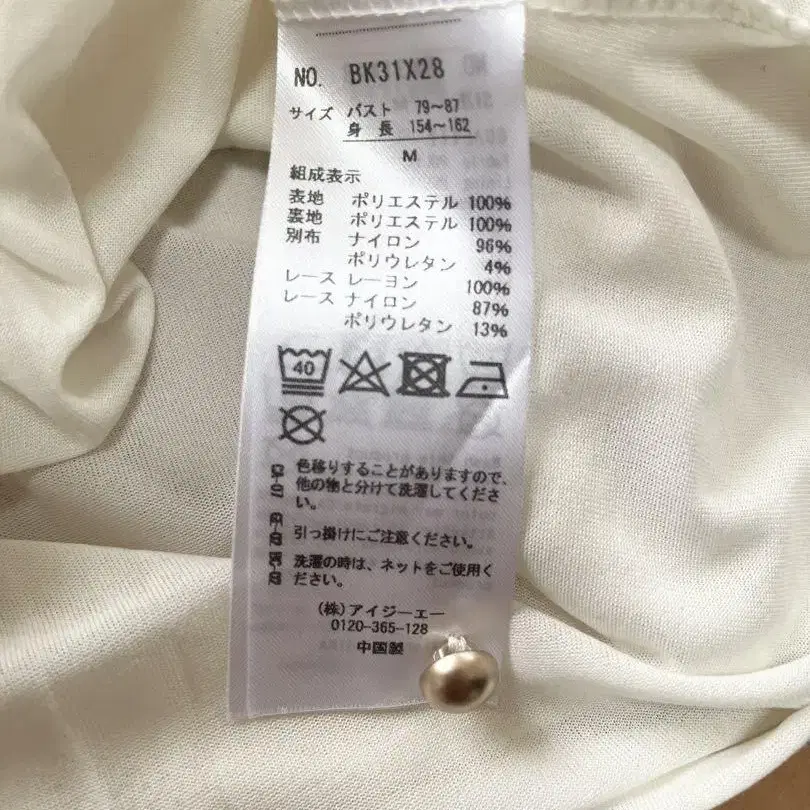 NO. BK31X28
サイズ バスト 79～87
身 長 154～162
M
組成表示
表地 ポリエステル 100%
裏地 ポリエステル 100%
別布 ナイロン 96%
ポリウレタン 4%
レース レーヨン 100%
レース ナイロン 87%
ポリウレタン 13%
40
色移りすることがありますので、
他の物と分けて洗濯してくださ
い。
引っ掛けにご注意ください。
洗濯の時は、ネットをご使用く
ださい。
(株)アイジーエー
0120-365-128
中国製